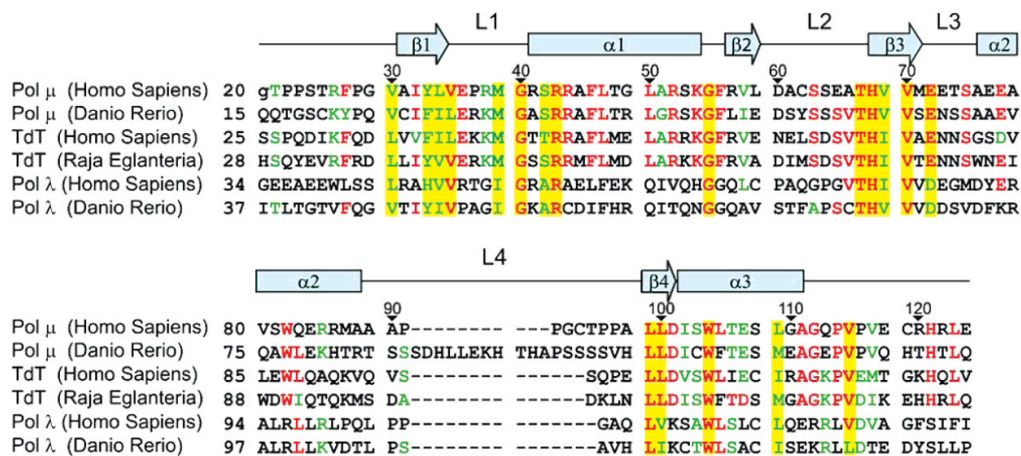 L1 L2 L3
β1 α1 β2 β3 α2
30 40 50 60 70
Pol μ (Homo Sapiens) 20 gTPPSTRFPG VAIYLVEPRM GRSRRAFLTG LARSKGFRVL DACSSEATHV VMEETSAEEA
Pol μ (Danio Rerio) 15 QQTGSCKYPQ VCIFILERKM GASRRAFLTR LGRSKGFLIE DSYSSSVTHV VSENNSAAEV
TdT (Homo Sapiens) 25 SSPQDIKFQD LVVFILEKKM GTTRRAFLME LARRKGFRVE NELSDSVTHI VAENNSGSDV
TdT (Raja Eglanteria) 28 HSQYEVRFRD LLIYVVERKM GSSRRMFLMD LARKKGFRVA DIMSDSVTHI VTENNSWNEI
Pol λ (Homo Sapiens) 34 GEEAEEWLSS LRAHVVRTGI GRARAELFEK QIVQHGGQLC PAQGPGVTHI VVDEGMDYER
Pol λ (Danio Rerio) 37 ITLTGTVFQG VTIYIVPAGI GKARCDIFHR QITQNGGQAV STFAPSCTHV VVDDSVDFKR
L4
α2 β4 α3
90 100 110 120
Pol μ (Homo Sapiens) 80 VSWQERRMAA AP-------- ---PGCTPPA LLDISWLTES LGAGQPVPVE CRHRLE
Pol μ (Danio Rerio) 75 QAWLEKHTRT SSSDHLLEKH THAPSSSSVH LLDICWFTES MEAGEPVPVQ HTHTLQ
TdT (Homo Sapiens) 85 LEWLQAQKVQ VS-------- ------SQPE LLDVSWLIEC IRAGKPVEMT GKHQLV
TdT (Raja Eglanteria) 88 WDWIQTQKMS DA-------- ------DKLN LLDISWFTDS MGAGKPVDIK EHHRLQ
Pol λ (Homo Sapiens) 94 ALRLLRLPQL PP-------- -------GAQ LVKSAWLSLC LQERRLVDVA GFSIFI
Pol λ (Danio Rerio) 97 ALRLLKVDTL PS-------- -------AVH LIKCTWLSAC ISEKRLLDTE DYSLLP